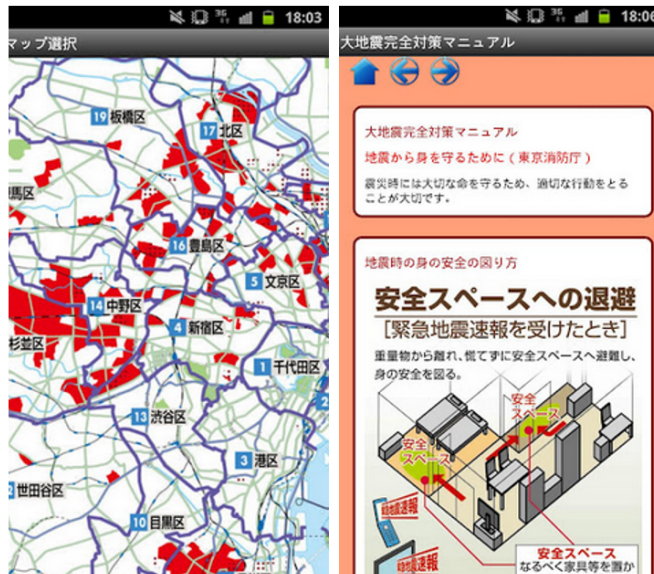 3G 18:03
マップ選択
19 板橋区
17 北区
馬区
16 豊島区
5 文京区
14 中野区
4 新宿区
杉並区
1 千代田区
13 渋谷区
3 港区
世田谷区
10 目黒区
3G 18:06
大地震完全対策マニュアル
大地震完全対策マニュアル
地震から身を守るために(東京消防庁)
震災時には大切な命を守るため、適切な行動をとる
ことが大切です。
地震時の身の安全の図り方
安全スペースへの退避
[緊急地震速報を受けたとき]
重量物から離れ、慌てずに安全スペースへ避難し、
身の安全を図る。
安全
スペース
安全
スペース
緊急地震速報
緊急地震速報
安全スペース
なるべく家具等を置か